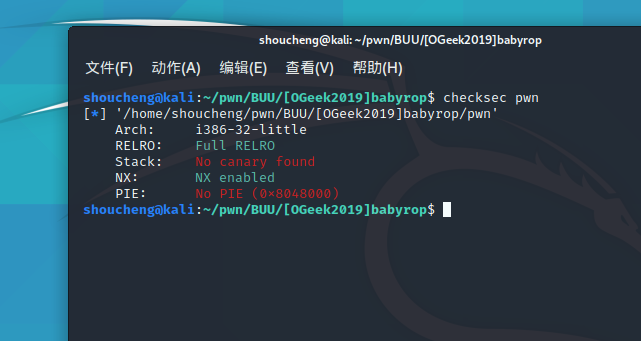 shoucheng@kali: ~/pwn/BUU/[OGeek2019]babyrop
文件(F) 动作(A) 编辑(E) 查看(V) 帮助(H)
shoucheng@kali:~/pwn/BUU/[OGeek2019]babyrop$ checksec pwn
[*] '/home/shoucheng/pwn/BUU/[OGeek2019]babyrop/pwn'
Arch: i386-32-little
RELRO: Full RELRO
Stack: No canary found
NX: NX enabled
PIE: No PIE (0×8048000)
shoucheng@kali:~/pwn/BUU/[OGeek2019]babyrop$